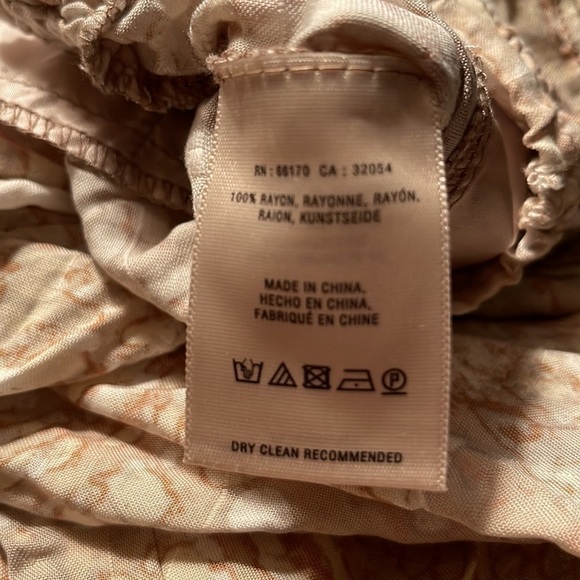 RN : 66170 CA : 32054
100% RAYON, RAYONNE, RAYÓN,
RAION, KUNSTSEIDE
MADE IN CHINA,
HECHO EN CHINA,
FABRIQUÉ EN CHINE
P
DRY CLEAN RECOMMENDED